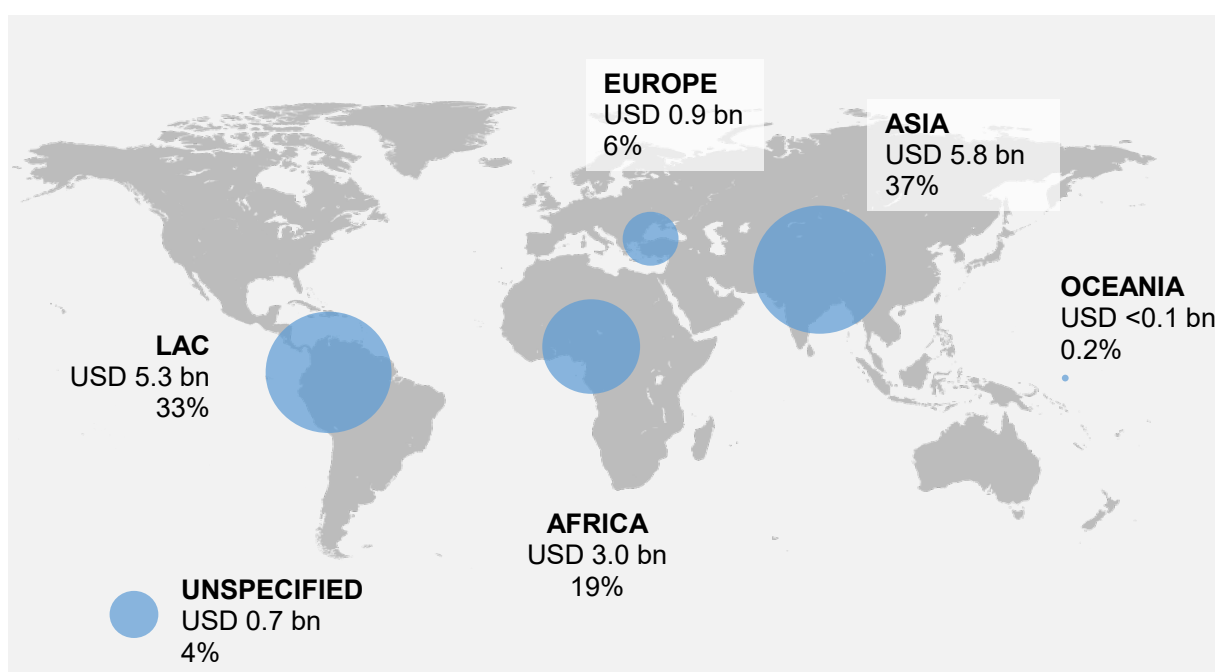 EUROPE
USD 0.9 bn
6%
ASIA
USD 5.8 bn
37%
OCEANIA
USD <0.1 bn
0.2%
LAC
USD 5.3 bn
33%
AFRICA
USD 3.0 bn
19%
UNSPECIFIED
USD 0.7 bn
4%